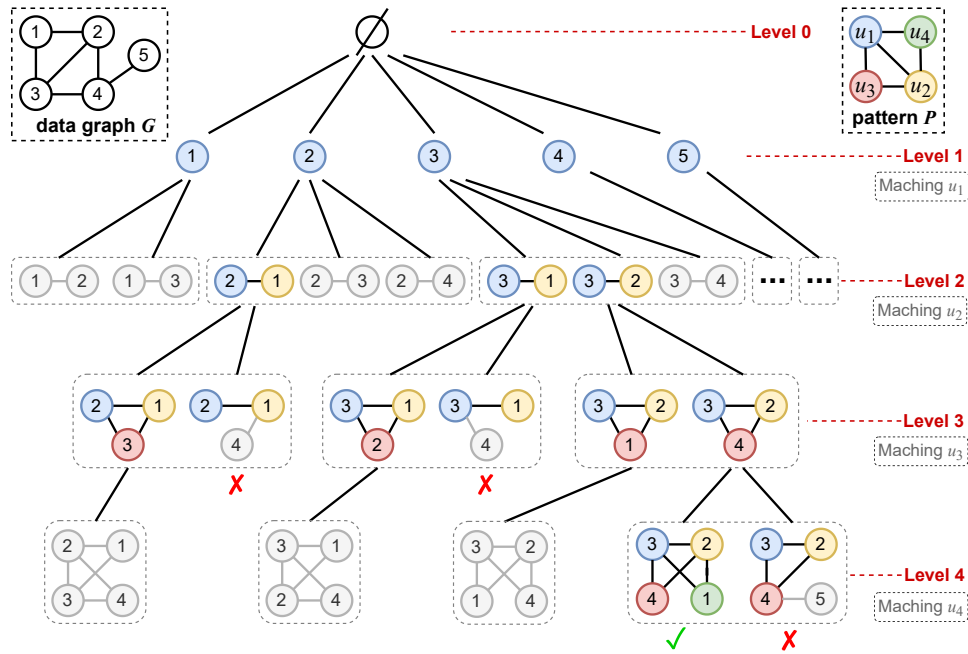 1 2 5 3 4
data graph G
Level 0
u1 u4 u3 u2
pattern P
1 2 3 4 5
Level 1
Maching u1
1 2 1 3 2 1 2 3 2 4 3 1 3 2 3 4 ... ...
Level 2
Maching u2
2 1 2 1 3 1 3 1 3 2 3 2
3 4 2 4 1 4
Level 3
Maching u3
✗ ✗
2 1 3 1 3 2 3 2 3 2
3 4 2 4 1 4 4 1 4 5
Level 4
Maching u4
✓ ✗